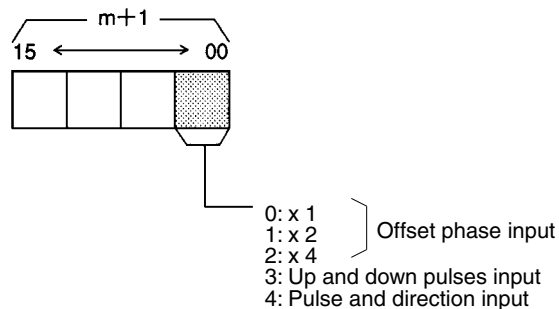 m+1
15 00
0: x 1
1: x 2
2: x 4
Offset phase input
3: Up and down pulses input
4: Pulse and direction input